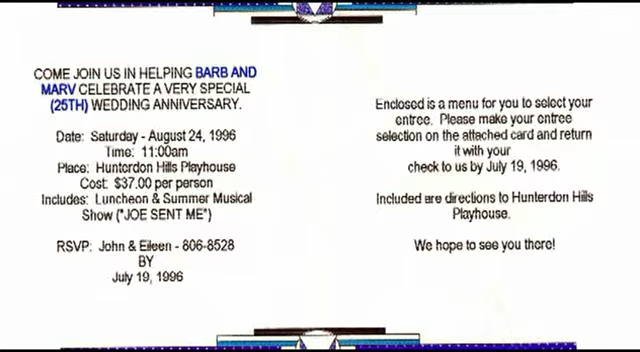 COME JOIN US IN HELPING BARB AND
MARV CELEBRATE A VERY SPECIAL
(25TH) WEDDING ANNIVERSARY.
Date: Saturday - August 24, 1996
Time: 11:00am
Place: Hunterdon Hills Playhouse
Cost: $37.00 per person
Includes: Luncheon & Summer Musical
Show ("JOE SENT ME")
RSVP: John & Eileen - 806-8528
BY
July 19, 1996
Enclosed is a menu for you to select your
entree. Please make your entree
selection on the attached card and return
it with your
check to us by July 19, 1996.
Included are directions to Hunterdon Hills
Playhouse.
We hope to see you there!